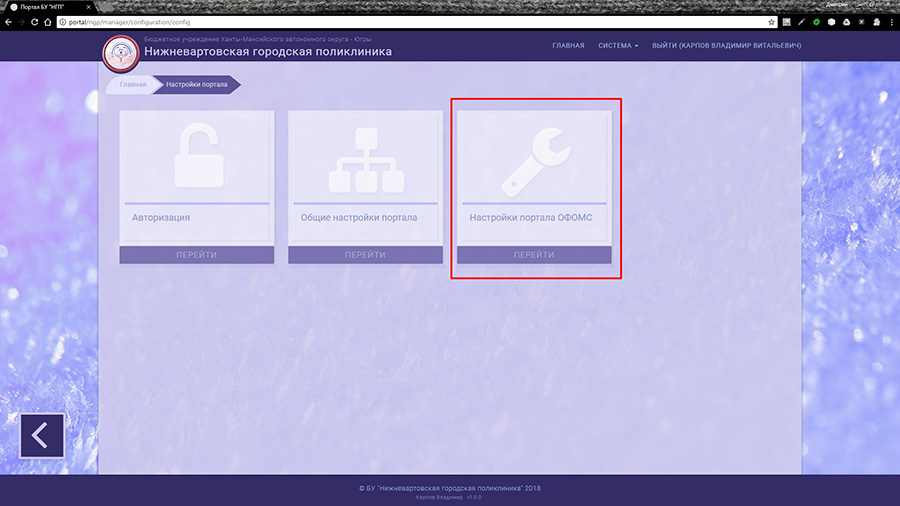 Портал БУ "НГП"
Дмитрий
portal/ngp/manager/configuration/config
Бюджетное учреждение Ханты-Мансийского автономного округа - Югры
Нижневартовская городская поликлиника
ГЛАВНАЯ
СИСТЕМА
ВЫЙТИ (КАРПОВ ВЛАДИМИР ВИТАЛЬЕВИЧ)
Главная
Настройки портала
Авторизация
ПЕРЕЙТИ
Общие настройки портала
ПЕРЕЙТИ
Настройки портала ОФОМС
ПЕРЕЙТИ
© БУ "Нижневартовская городская поликлиника" 2018
Карпов Владимир v1.0.0